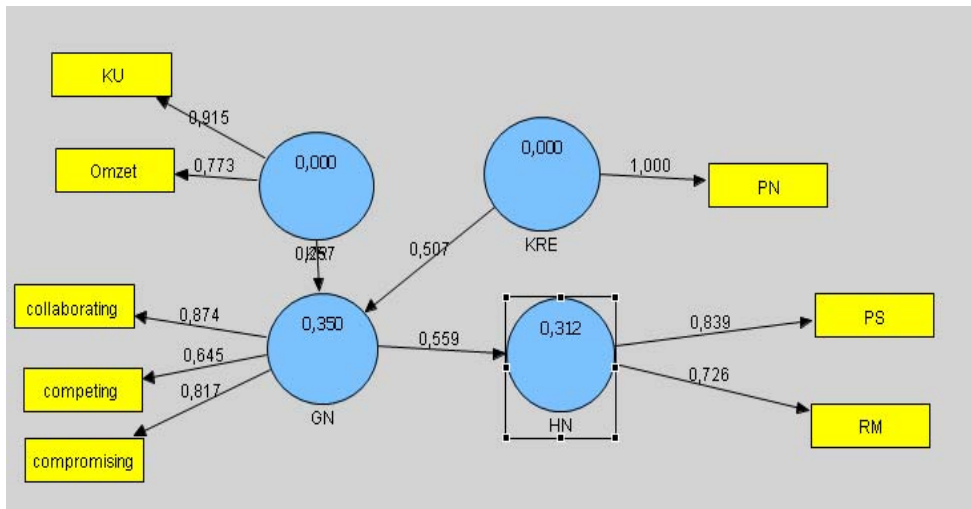 KU
0,915
Omzet
0,773
0,000
0,000
1,000
PN
KRE
0,507
collaborating
0,874
0,350
0,559
0,312
0,839
PS
competing
0,645
0,817
GN
HN
0,726
RM
compromising